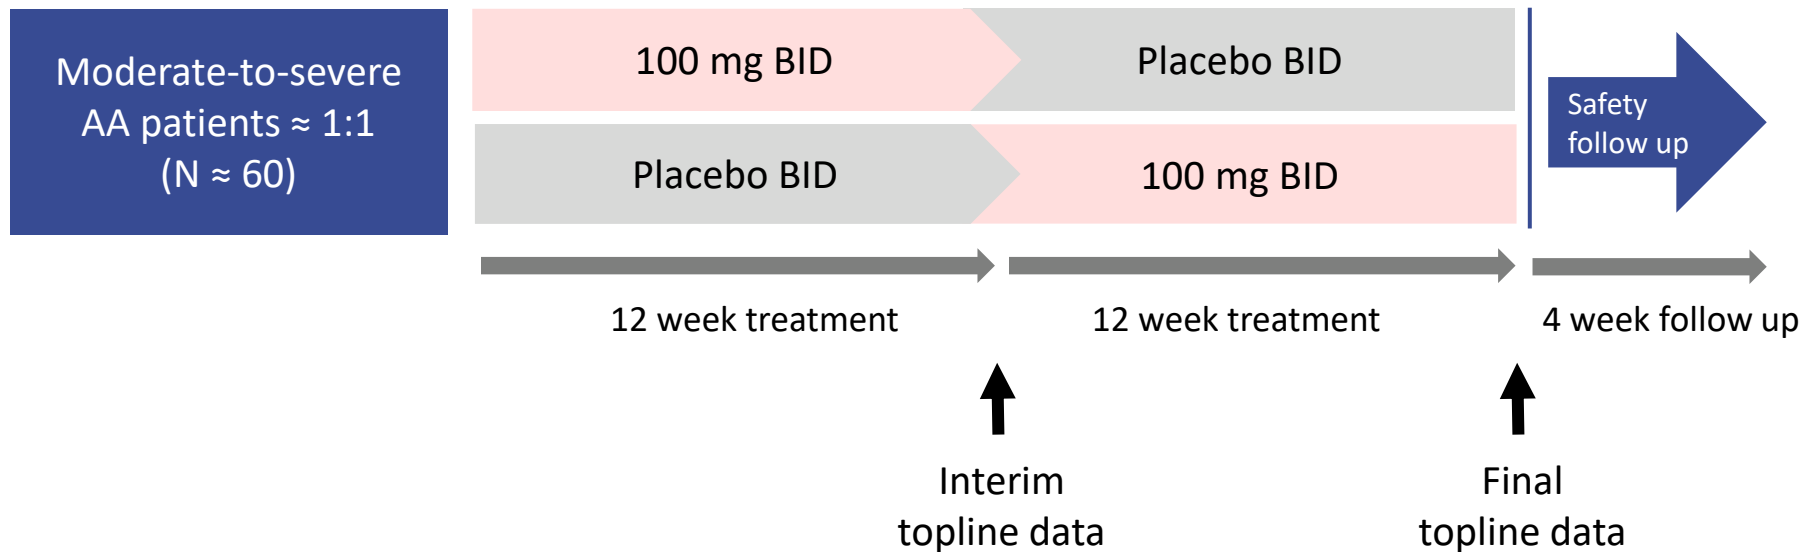 Moderate-to-severe
AA patients ≈ 1:1
(N ≈ 60)
100 mg BID
Placebo BID
Placebo BID
100 mg BID
Safety
follow up
12 week treatment
12 week treatment
4 week follow up
Interim
topline data
Final
topline data